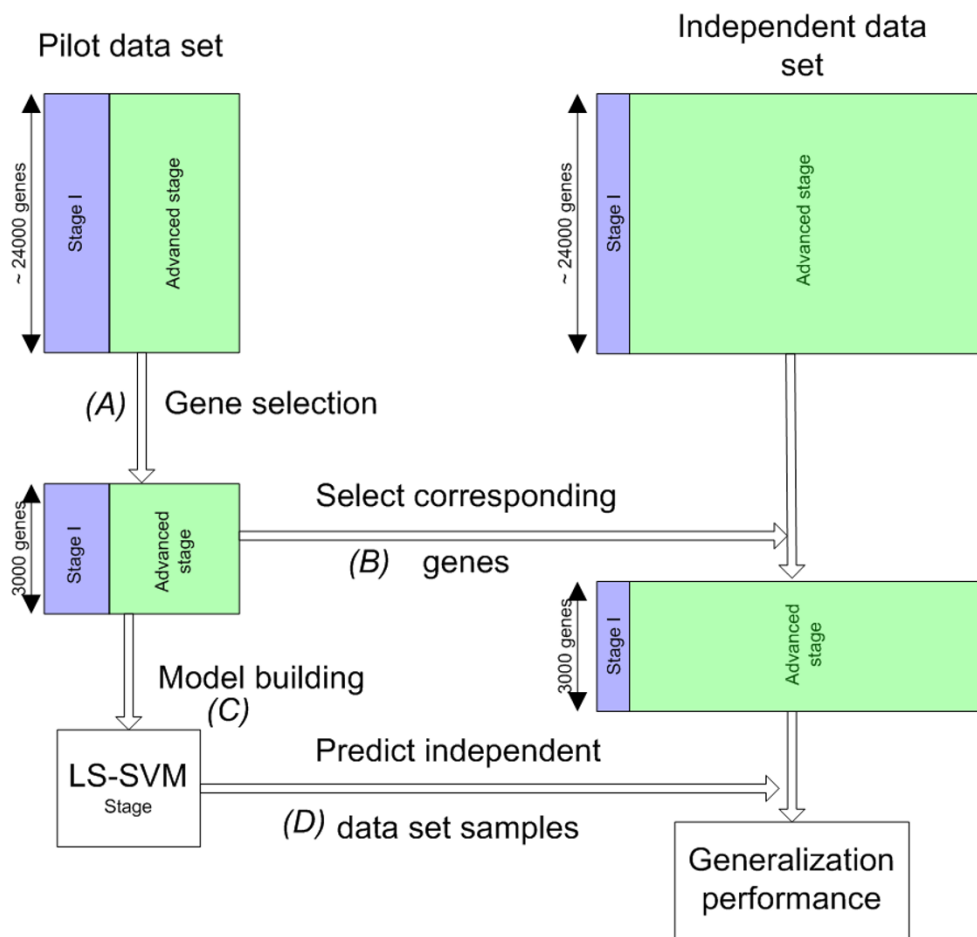 Pilot data set
Independent data
set
~ 24000 genes
Stage I
Advanced stage
~ 24000 genes
Stage I
Advanced stage
(A) Gene selection
3000 genes
Stage I
Advanced
stage
Select corresponding
(B) genes
3000 genes
Stage I
Advanced
stage
Model building
(C)
LS-SVM
Stage
Predict independent
(D) data set samples
Generalization
performance